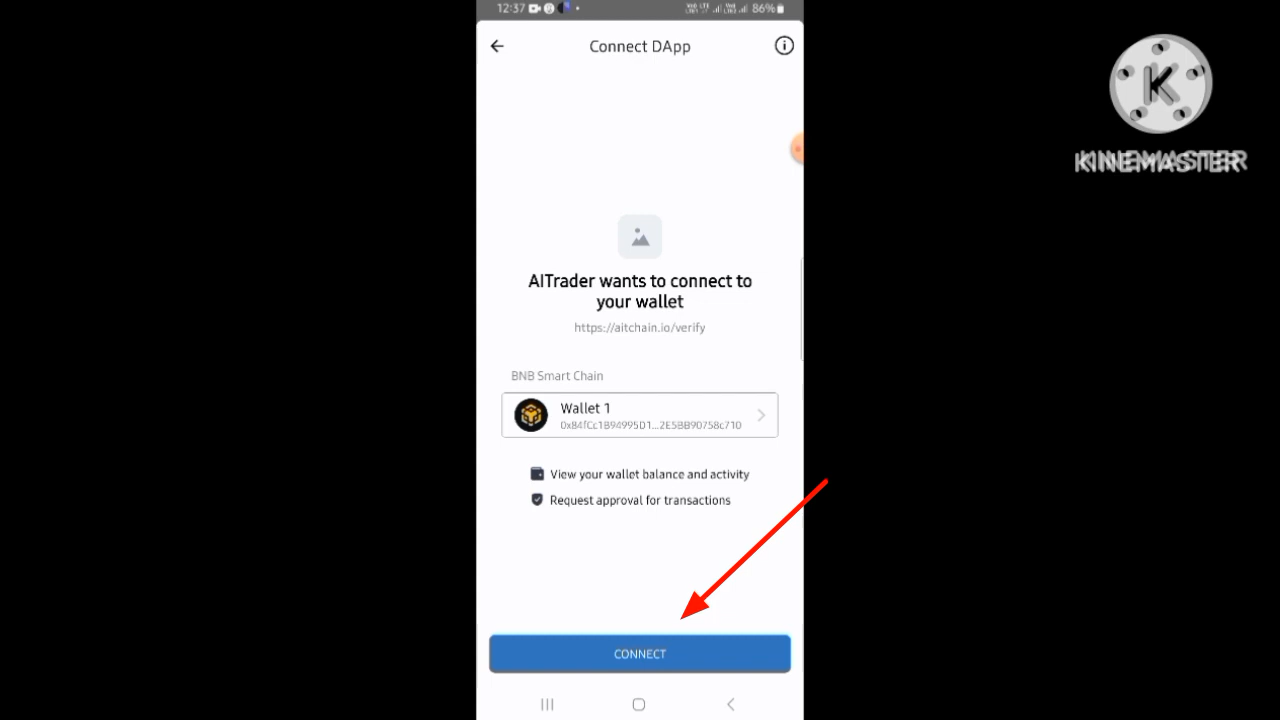 12:37
86%
Connect DApp
K
KINEMASTER
AITrader wants to connect to
your wallet
https://aitchain.io/verify
BNB Smart Chain
Wallet 1
0x84fCc1B94995D1...2E5BB90758c710
View your wallet balance and activity
Request approval for transactions
CONNECT